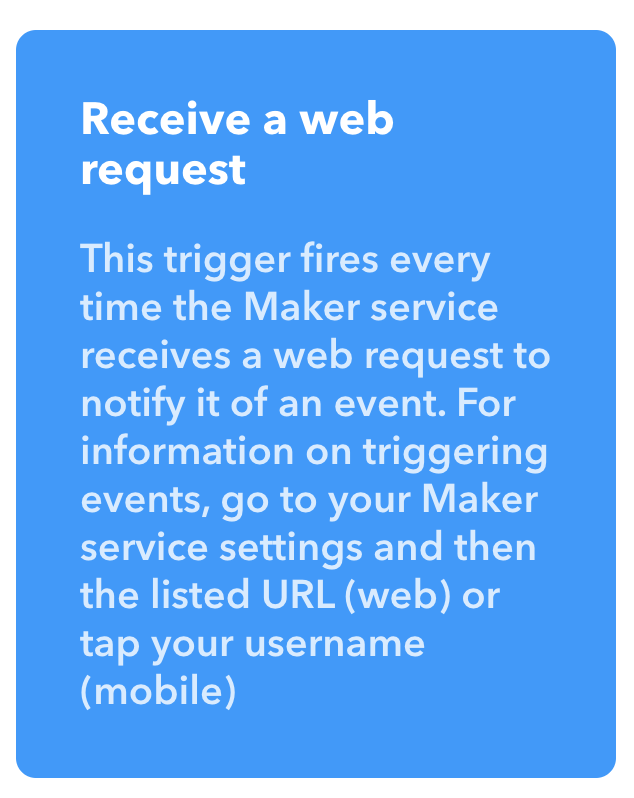 Receive a web
request
This trigger fires every
time the Maker service
receives a web request to
notify it of an event. For
information on triggering
events, go to your Maker
service settings and then
the listed URL (web) or
tap your username
(mobile)